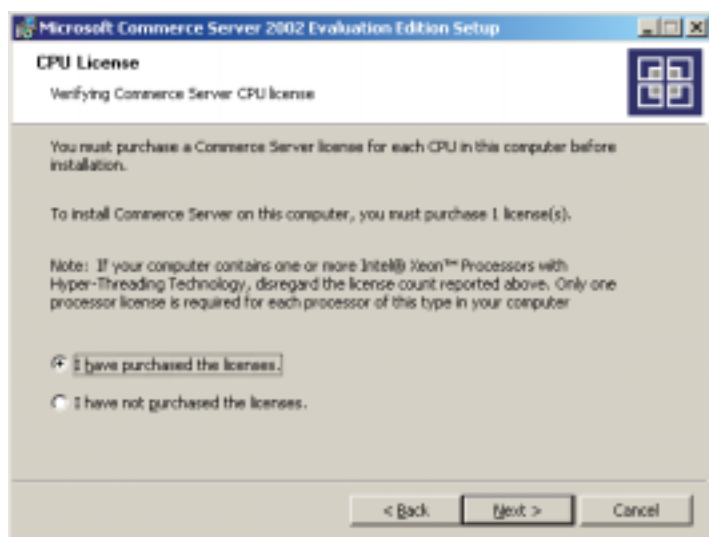 Microsoft Commerce Server 2002 Evaluation Edition Setup
CPU License
Verifying Commerce Server CPU license
You must purchase a Commerce Server license for each CPU in this computer before
installation.
To install Commerce Server on this computer, you must purchase 1 license(s).
Note: If your computer contains one or more Intel® Xeon™ Processors with
Hyper-Threading Technology, disregard the license count reported above. Only one
processor license is required for each processor of this type in your computer
I have purchased the licenses.
I have not purchased the licenses.
< Back
Next >
Cancel